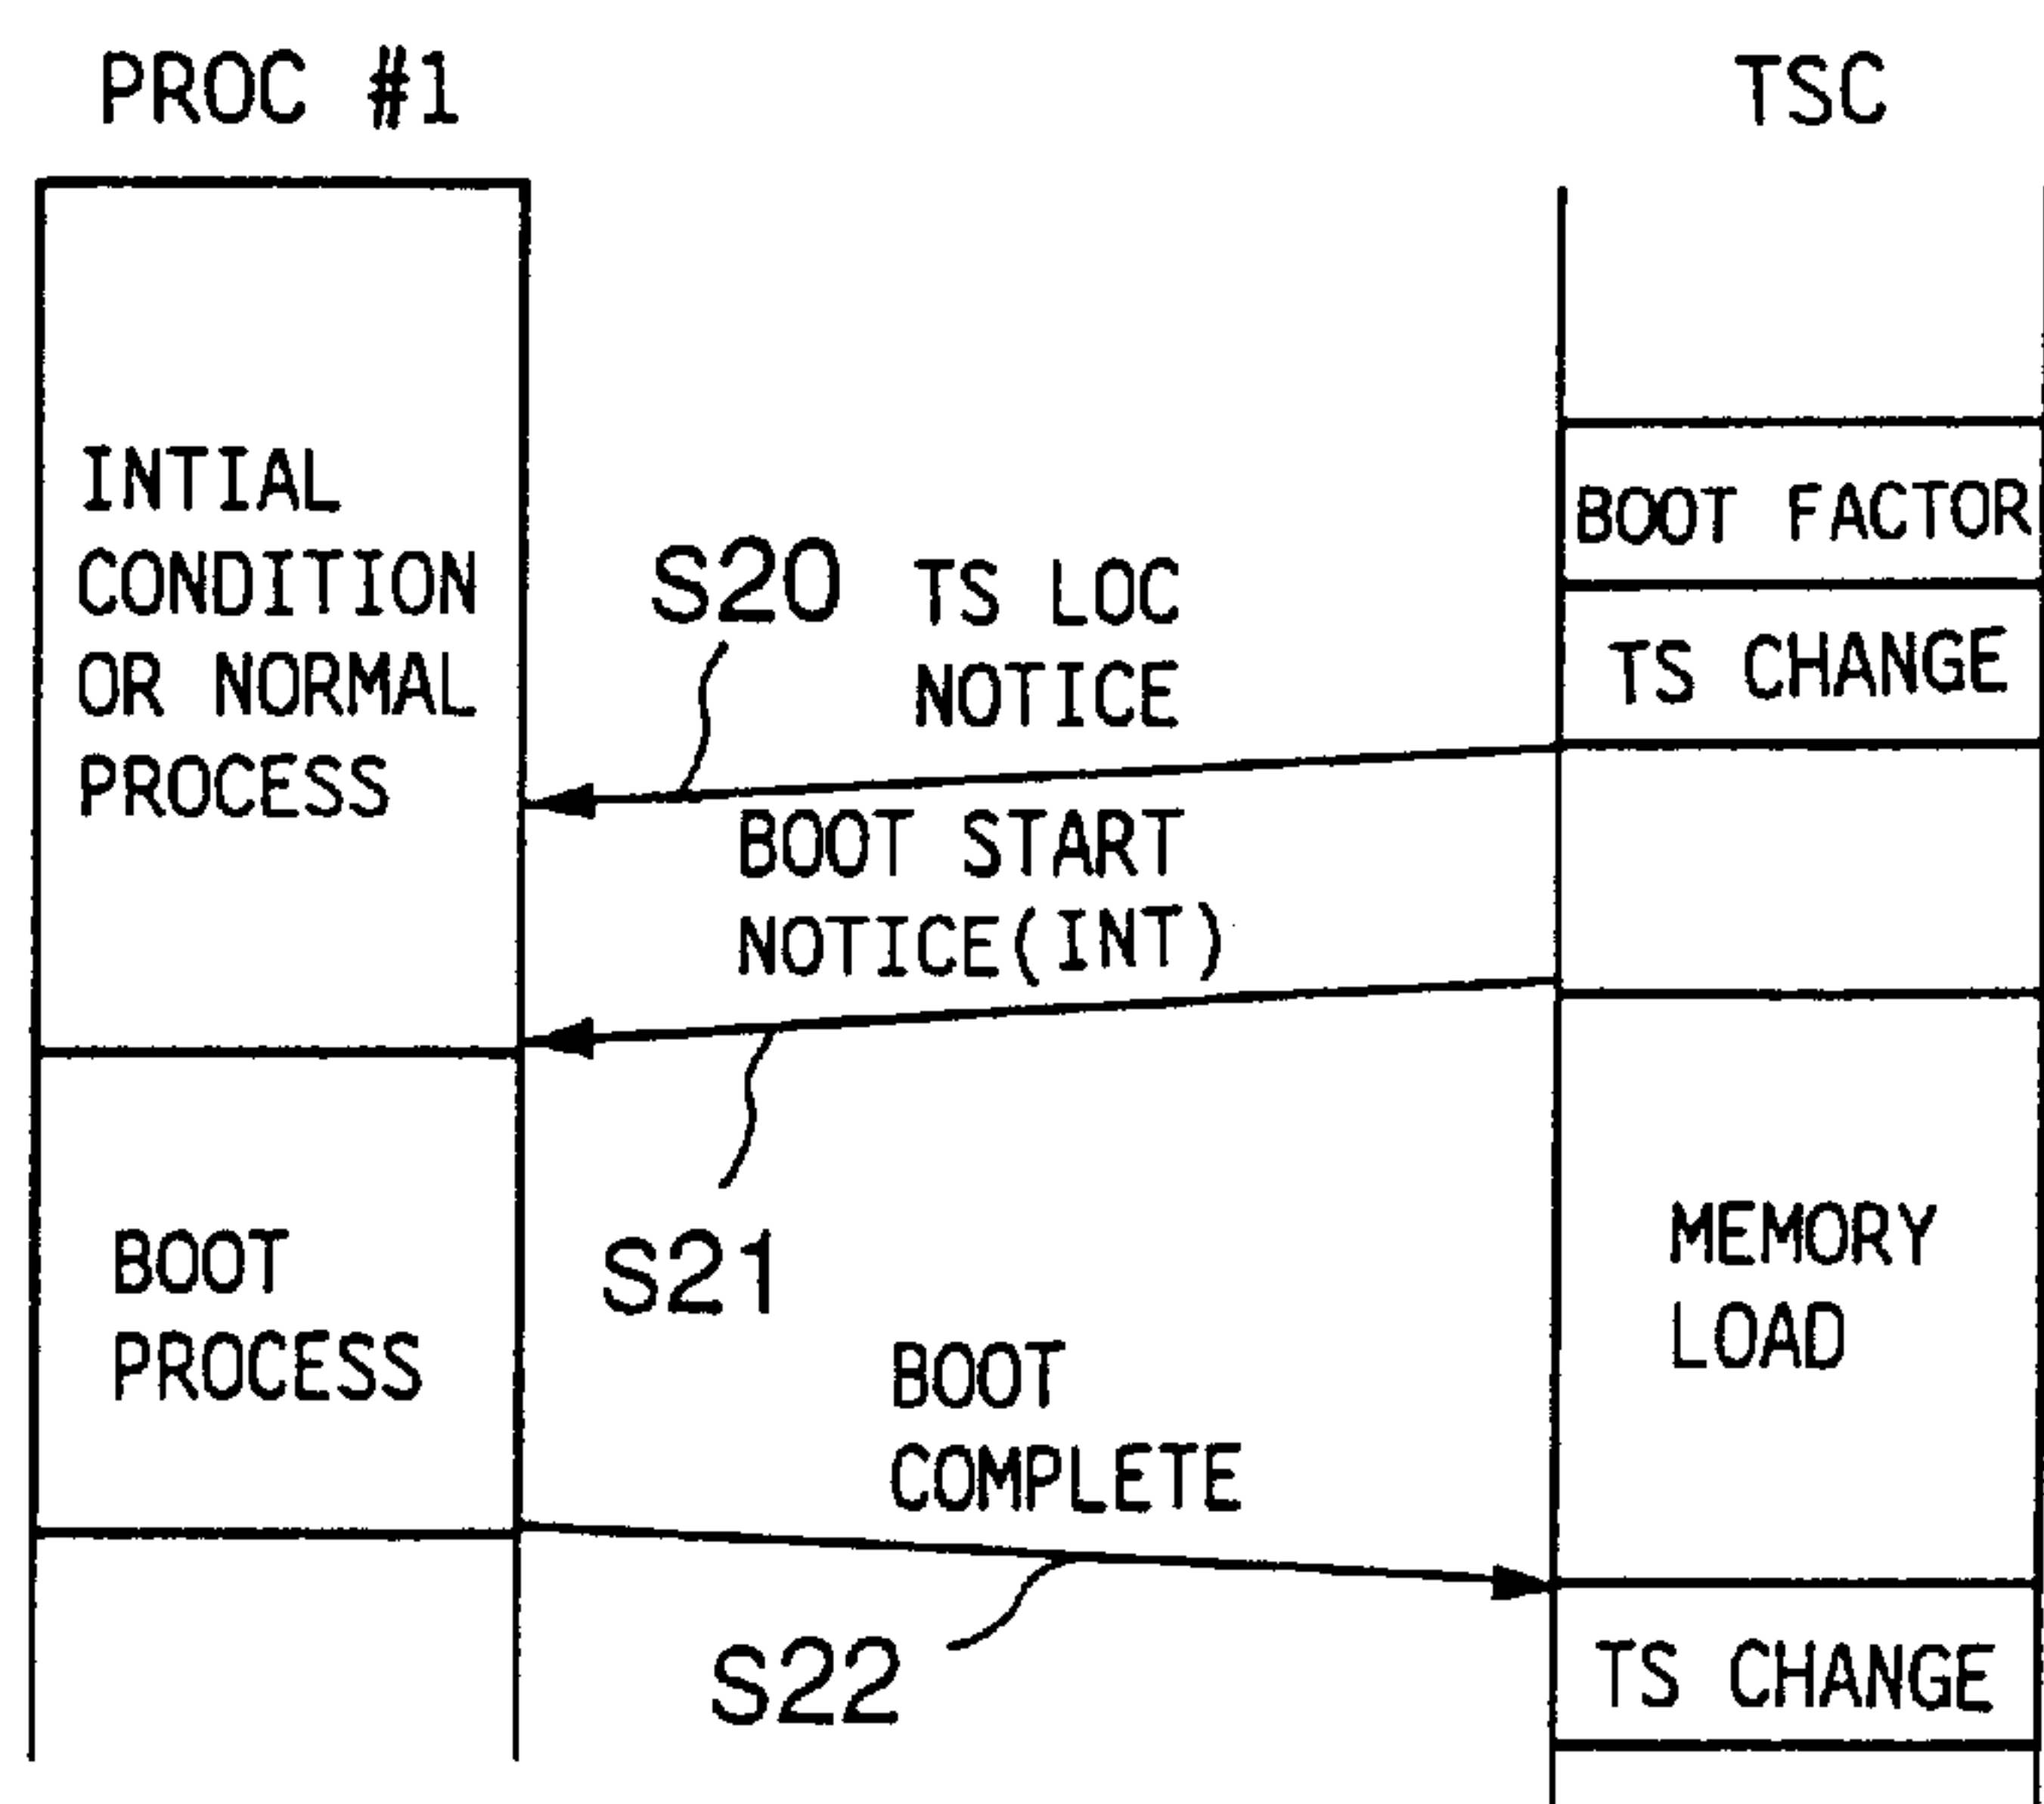 PROC #1
TSC
INTIAL
CONDITION
OR NORMAL
PROCESS
BOOT FACTOR
TS CHANGE
S20
TS LOC
NOTICE
BOOT START
NOTICE(INT)
S21
BOOT
PROCESS
MEMORY
LOAD
BOOT
COMPLETE
S22
TS CHANGE